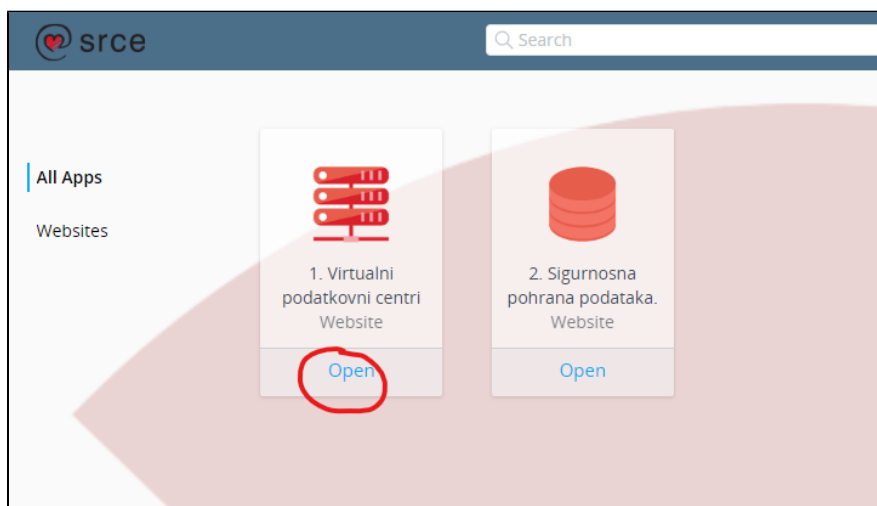 srce
Search
All Apps
Websites
1. Virtualni
podatkovni centri
Website
Open
2. Sigurnosna
pohrana podataka.
Website
Open